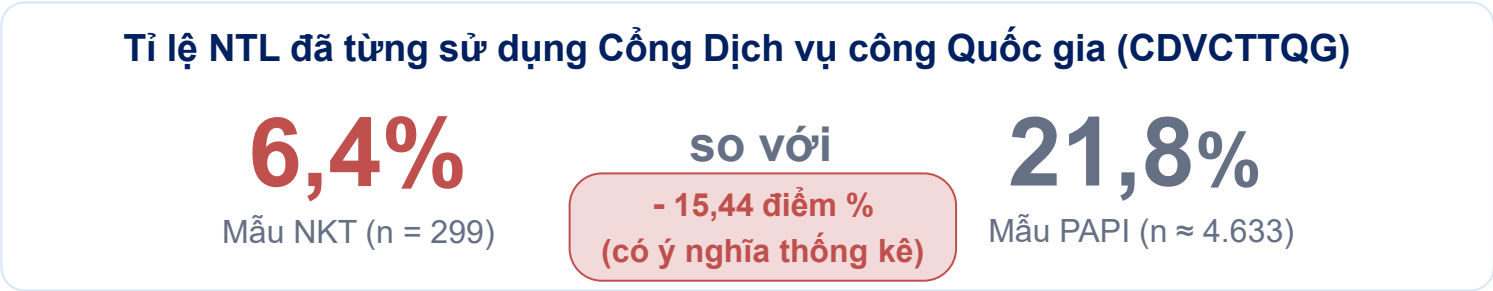 Tỉ lệ NTL đã từng sử dụng Cổng Dịch vụ công Quốc gia (CDVCTTQG)
6,4%
Mẫu NKT (n = 299)
so với
- 15,44 điểm %
(có ý nghĩa thống kê)
21,8%
Mẫu PAPI (n ≈ 4.633)